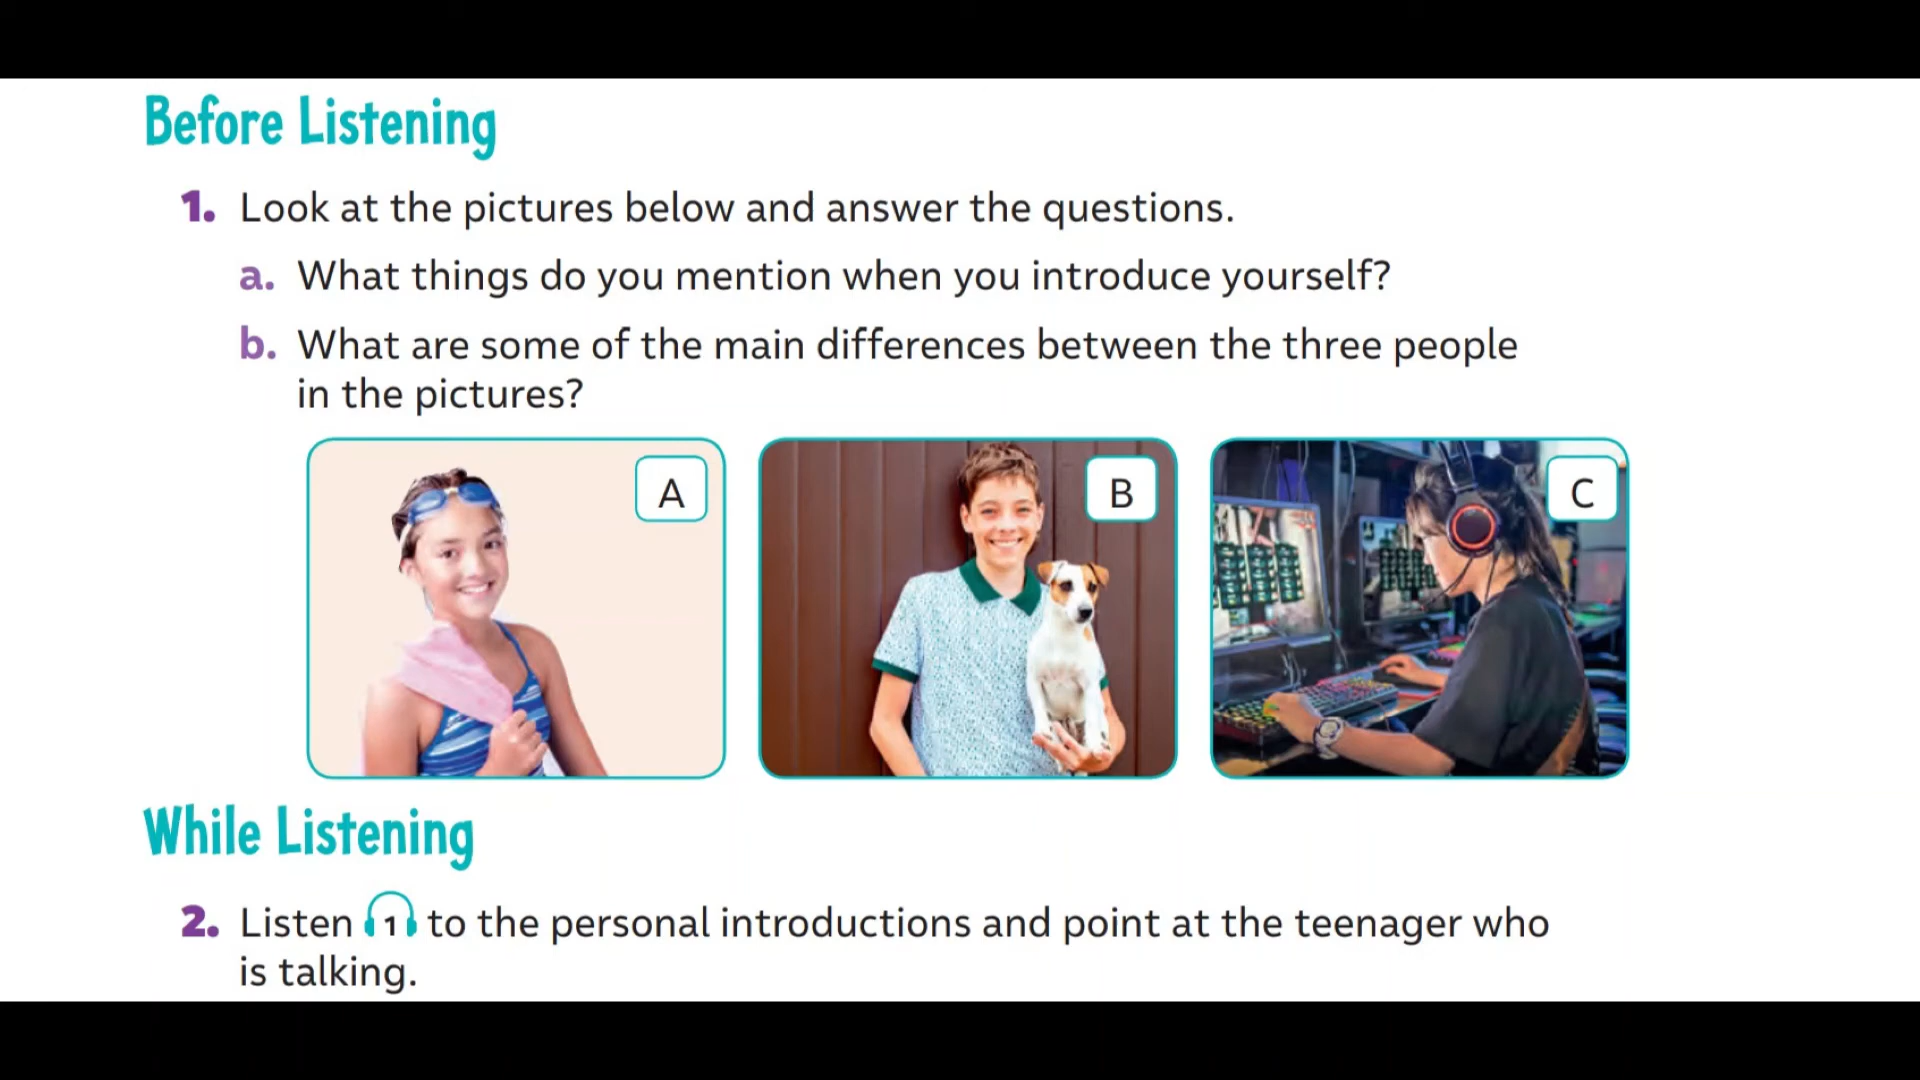 Before Listening
1. Look at the pictures below and answer the questions.
a. What things do you mention when you introduce yourself?
b. What are some of the main differences between the three people
in the pictures?
A
B
C
While Listening
2. Listen 1 to the personal introductions and point at the teenager who
is talking.